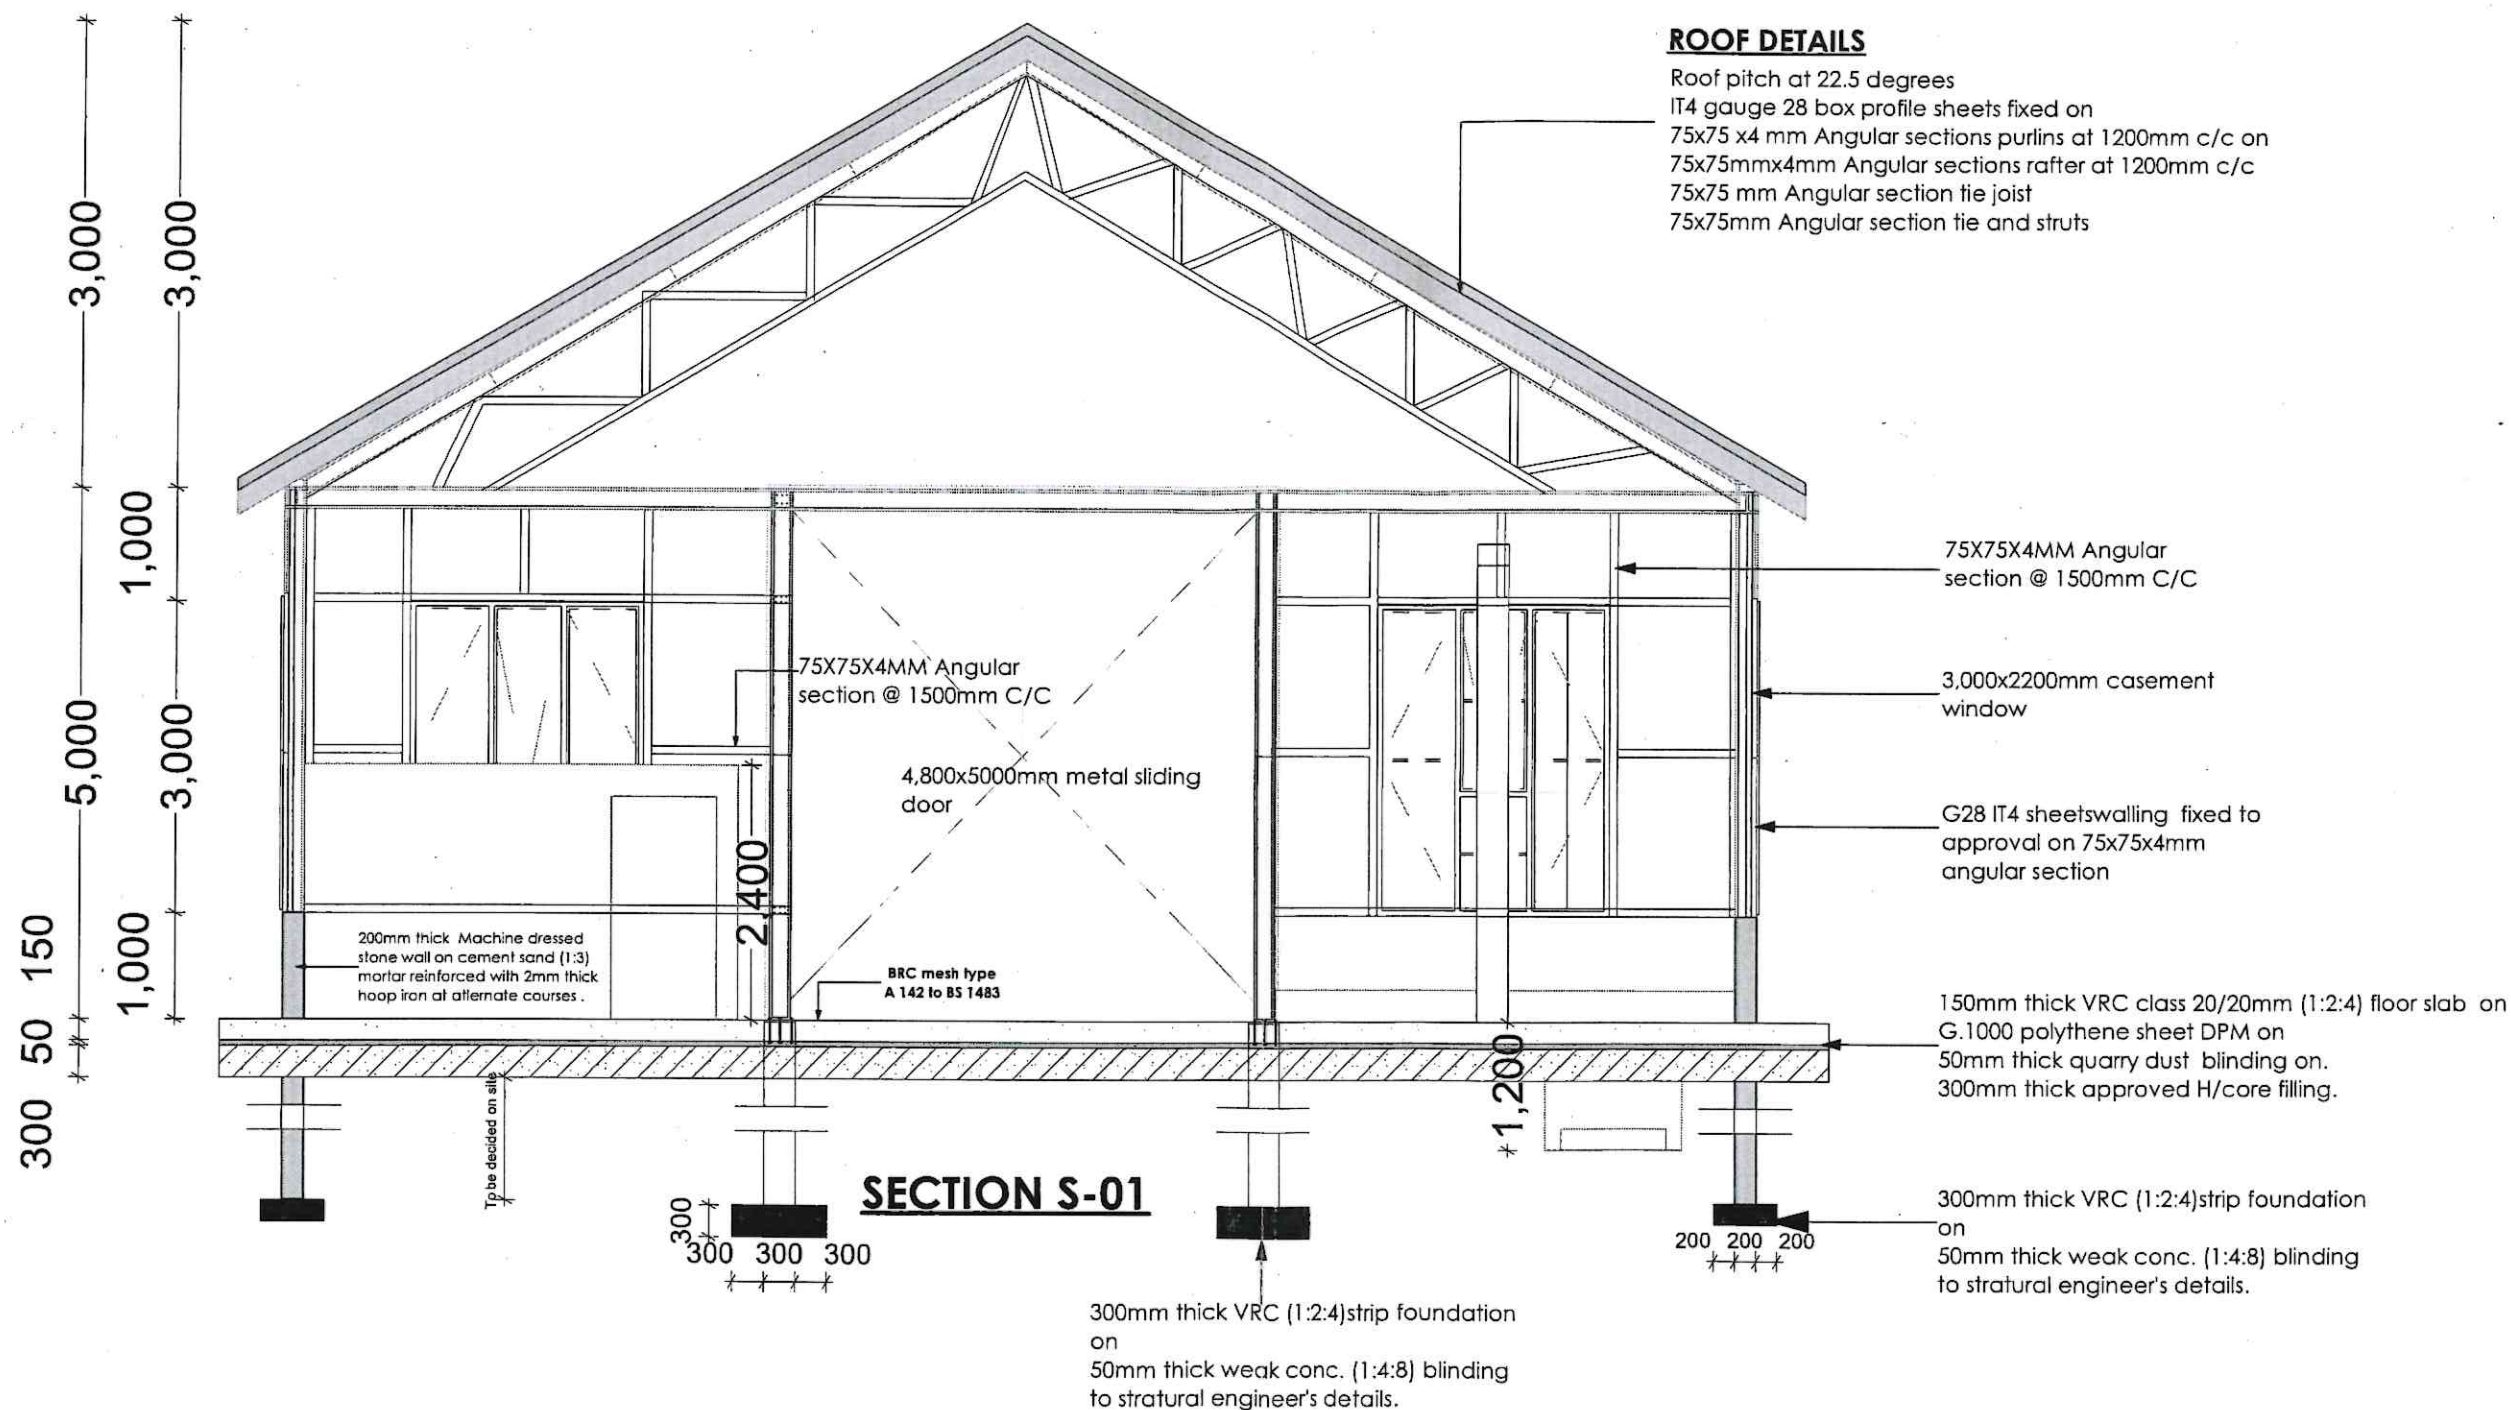 ROOF DETAILS
Roof pitch at 22.5 degrees
IT4 gauge 28 box profile sheets fixed on
75x75 x4 mm Angular sections purlins at 1200mm c/c on
75x75mmx4mm Angular sections rafter at 1200mm c/c
75x75 mm Angular section tie joist
75x75mm Angular section tie and struts
3,000
3,000
1,000
5,000
3,000
1,000
150
50
300
75X75X4MM Angular
section @ 1500mm C/C
75X75X4MM Angular
section @ 1500mm C/C
3,000x2200mm casement
window
4,800x5000mm metal sliding
door
G28 IT4 sheetswalling fixed to
approval on 75x75x4mm
angular section
2,400
200mm thick Machine dressed
stone wall on cement sand (1:3)
mortar reinforced with 2mm thick
hoop iron at atlernate courses .
BRC mesh type
A 142 to BS 1483
150mm thick VRC class 20/20mm (1:2:4) floor slab on
G.1000 polythene sheet DPM on
50mm thick quarry dust blinding on.
300mm thick approved H/core filling.
1,200
To be decided on site
SECTION S-01
300
300 300 300
200 200 200
300mm thick VRC (1:2:4)strip foundation
on
50mm thick weak conc. (1:4:8) blinding
to stratural engineer's details.
300mm thick VRC (1:2:4)strip foundation
on
50mm thick weak conc. (1:4:8) blinding
to stratural engineer's details.